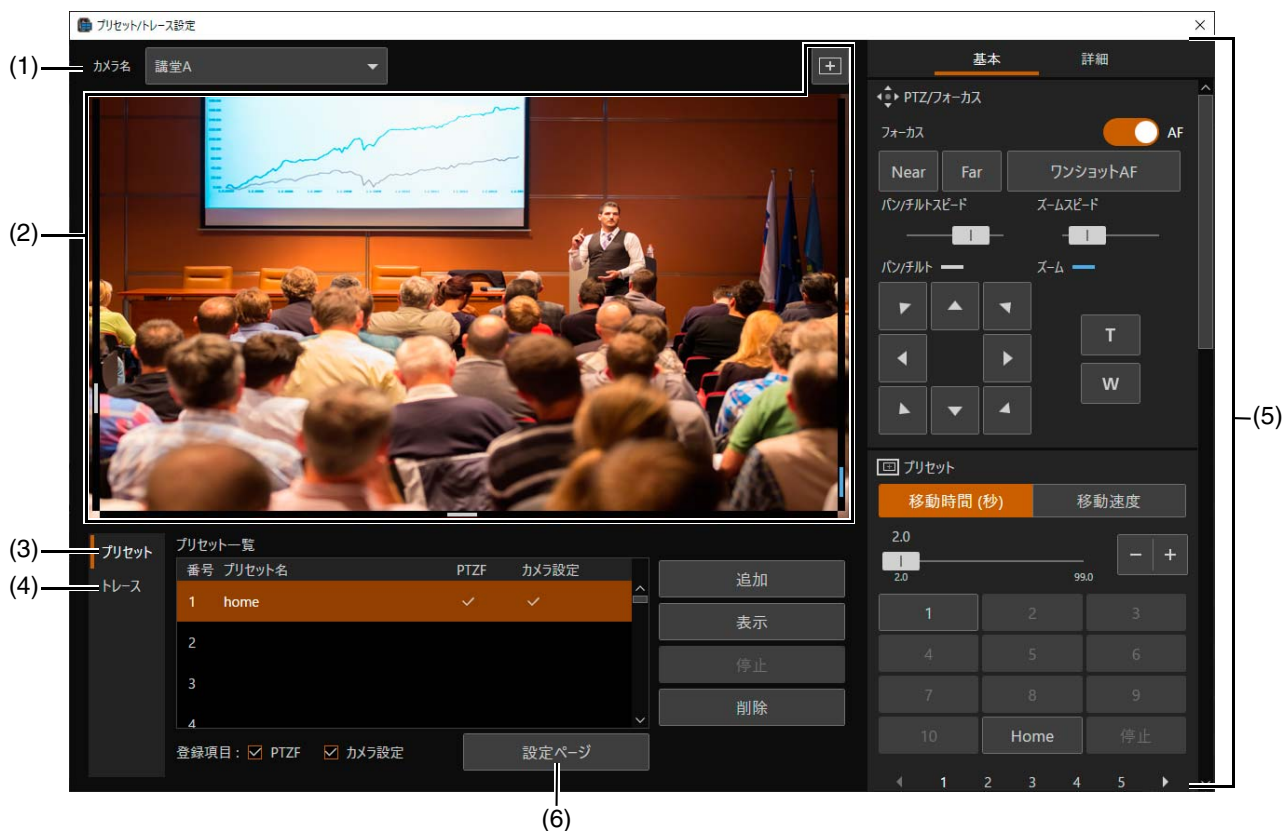 プリセット/トレース設定
(1)
カメラ名
講堂A
基本
詳細
PTZ/フォーカス
フォーカス
AF
Near
Far
ワンショットAF
パン/チルトスピード
ズームスピード
(2)
パン/チルト
ズーム
T
W
(5)
プリセット
移動時間 (秒)
移動速度
2.0
2.0
99.0
− +
1
2
3
4
5
6
7
8
9
10
Home
停止
1 2 3 4 5
(3)
プリセット
(4)
トレース
プリセット一覧
番号 プリセット名 PTZF カメラ設定
1 home
2
3
4
追加
表示
停止
削除
登録項目 : PTZF カメラ設定
設定ページ
(6)